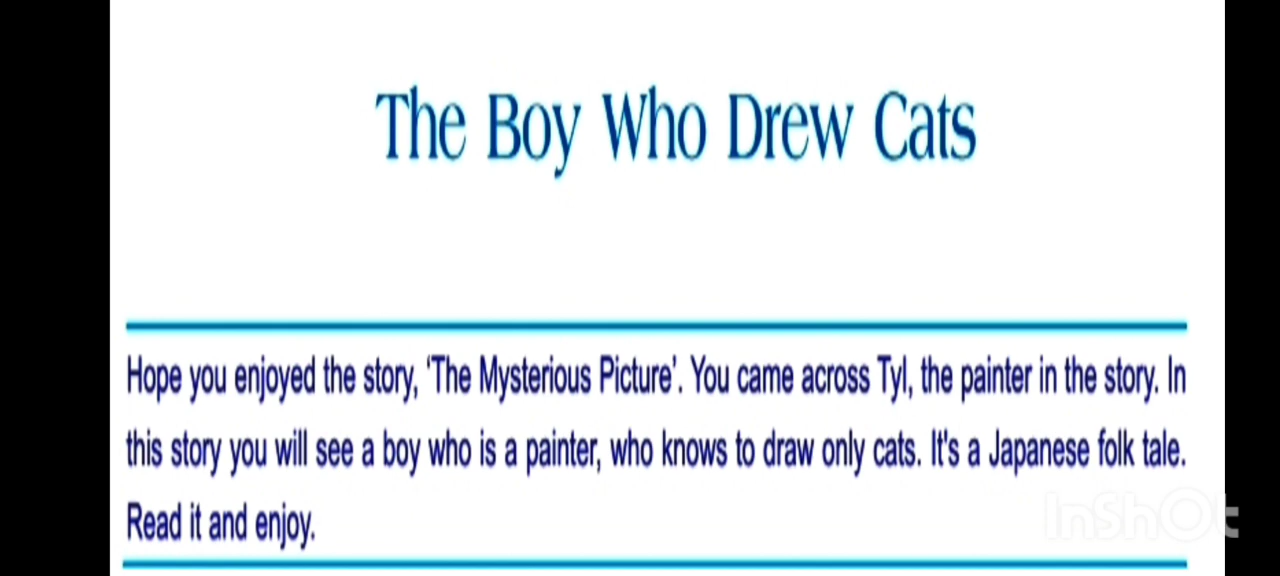 The Boy Who Drew Cats
Hope you enjoyed the story, 'The Mysterious Picture'. You came across Tyl, the painter in the story. In
this story you will see a boy who is a painter, who knows to draw only cats. It's a Japanese folk tale.
Read it and enjoy.
InShOt